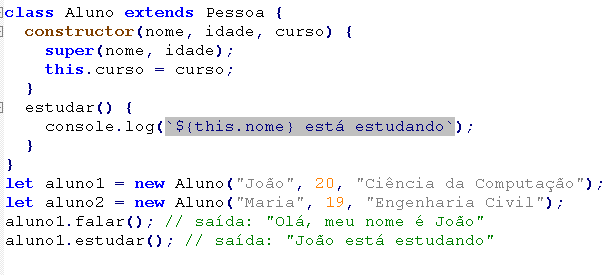 class Aluno extends Pessoa {
  constructor(nome, idade, curso) {
    super(nome, idade);
    this.curso = curso;
  }
  estudar() {
    console.log(`${this.nome} está estudando`);
  }
}
let aluno1 = new Aluno("João", 20, "Ciência da Computação");
let aluno2 = new Aluno("Maria", 19, "Engenharia Civil");
aluno1.falar(); // saída: "Olá, meu nome é João"
aluno1.estudar(); // saída: "João está estudando"